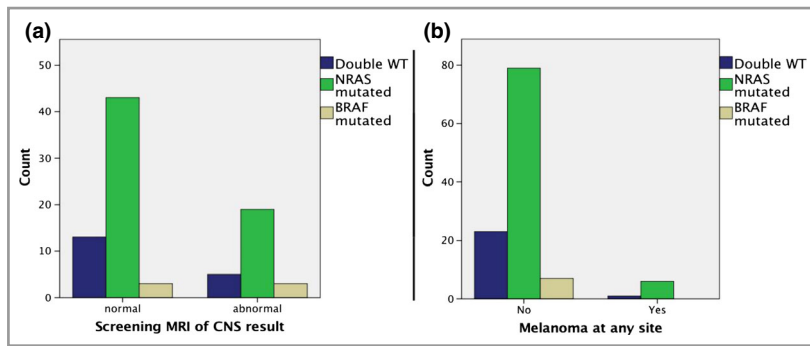 (a)
50
40
30
20
10
0
Count
normal
abnormal
Screening MRI of CNS result
Double WT
NRAS
mutated
BRAF
mutated
(b)
80
60
40
20
0
Count
No
Yes
Melanoma at any site
Double WT
NRAS
mutated
BRAF
mutated